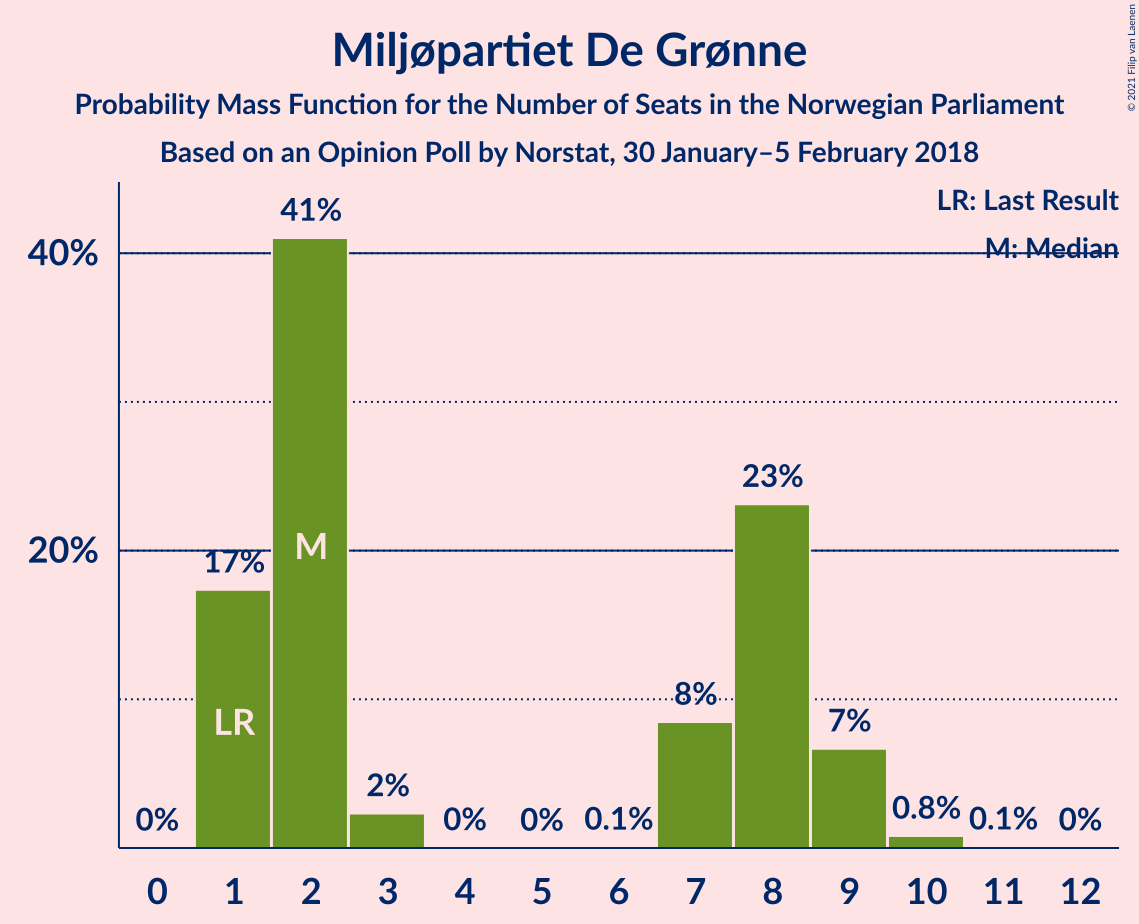 Miljøpartiet De Grønne
Probability Mass Function for the Number of Seats in the Norwegian Parliament
Based on an Opinion Poll by Norstat, 30 January–5 February 2018
© 2021 Filip van Laenen
LR: Last Result
M: Median
40%
20%
0%
17%
41%
2%
0%
0%
0.1%
8%
23%
7%
0.8%
0.1%
0%
LR
M
0 1 2 3 4 5 6 7 8 9 10 11 12